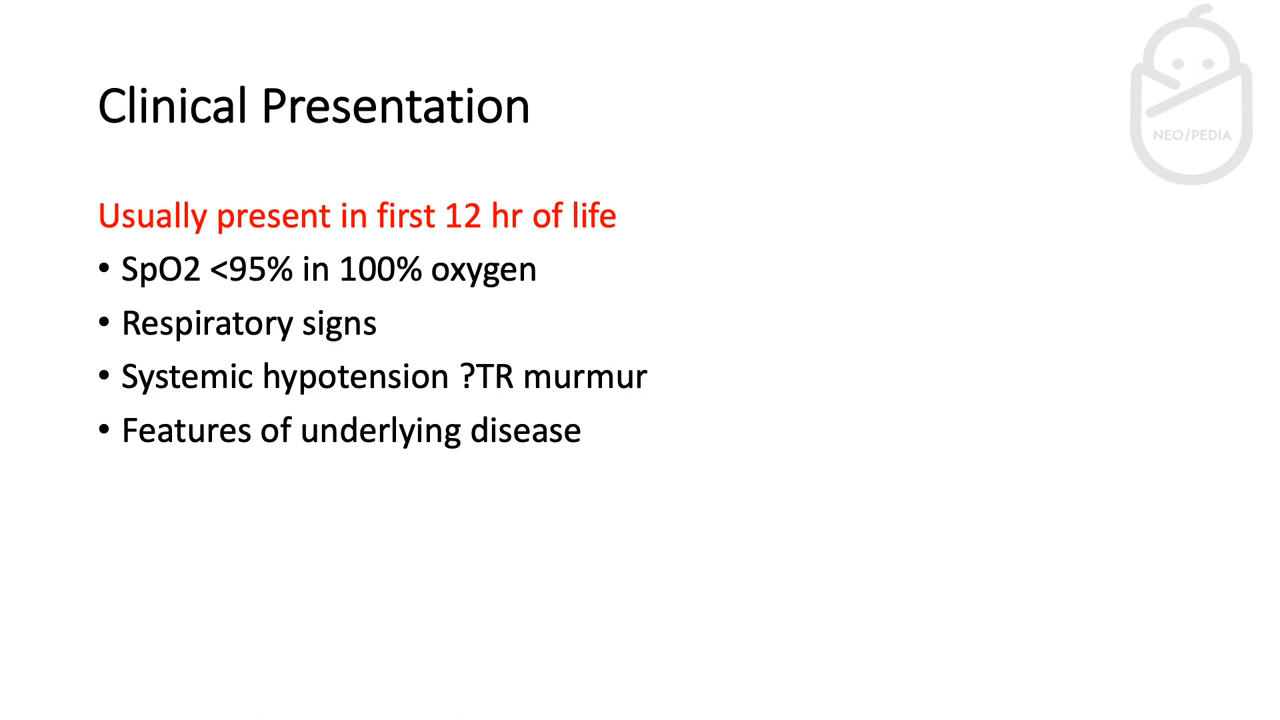 NEO/PEDIA
Clinical Presentation
Usually present in first 12 hr of life
• SpO2 <95% in 100% oxygen
• Respiratory signs
• Systemic hypotension ?TR murmur
• Features of underlying disease